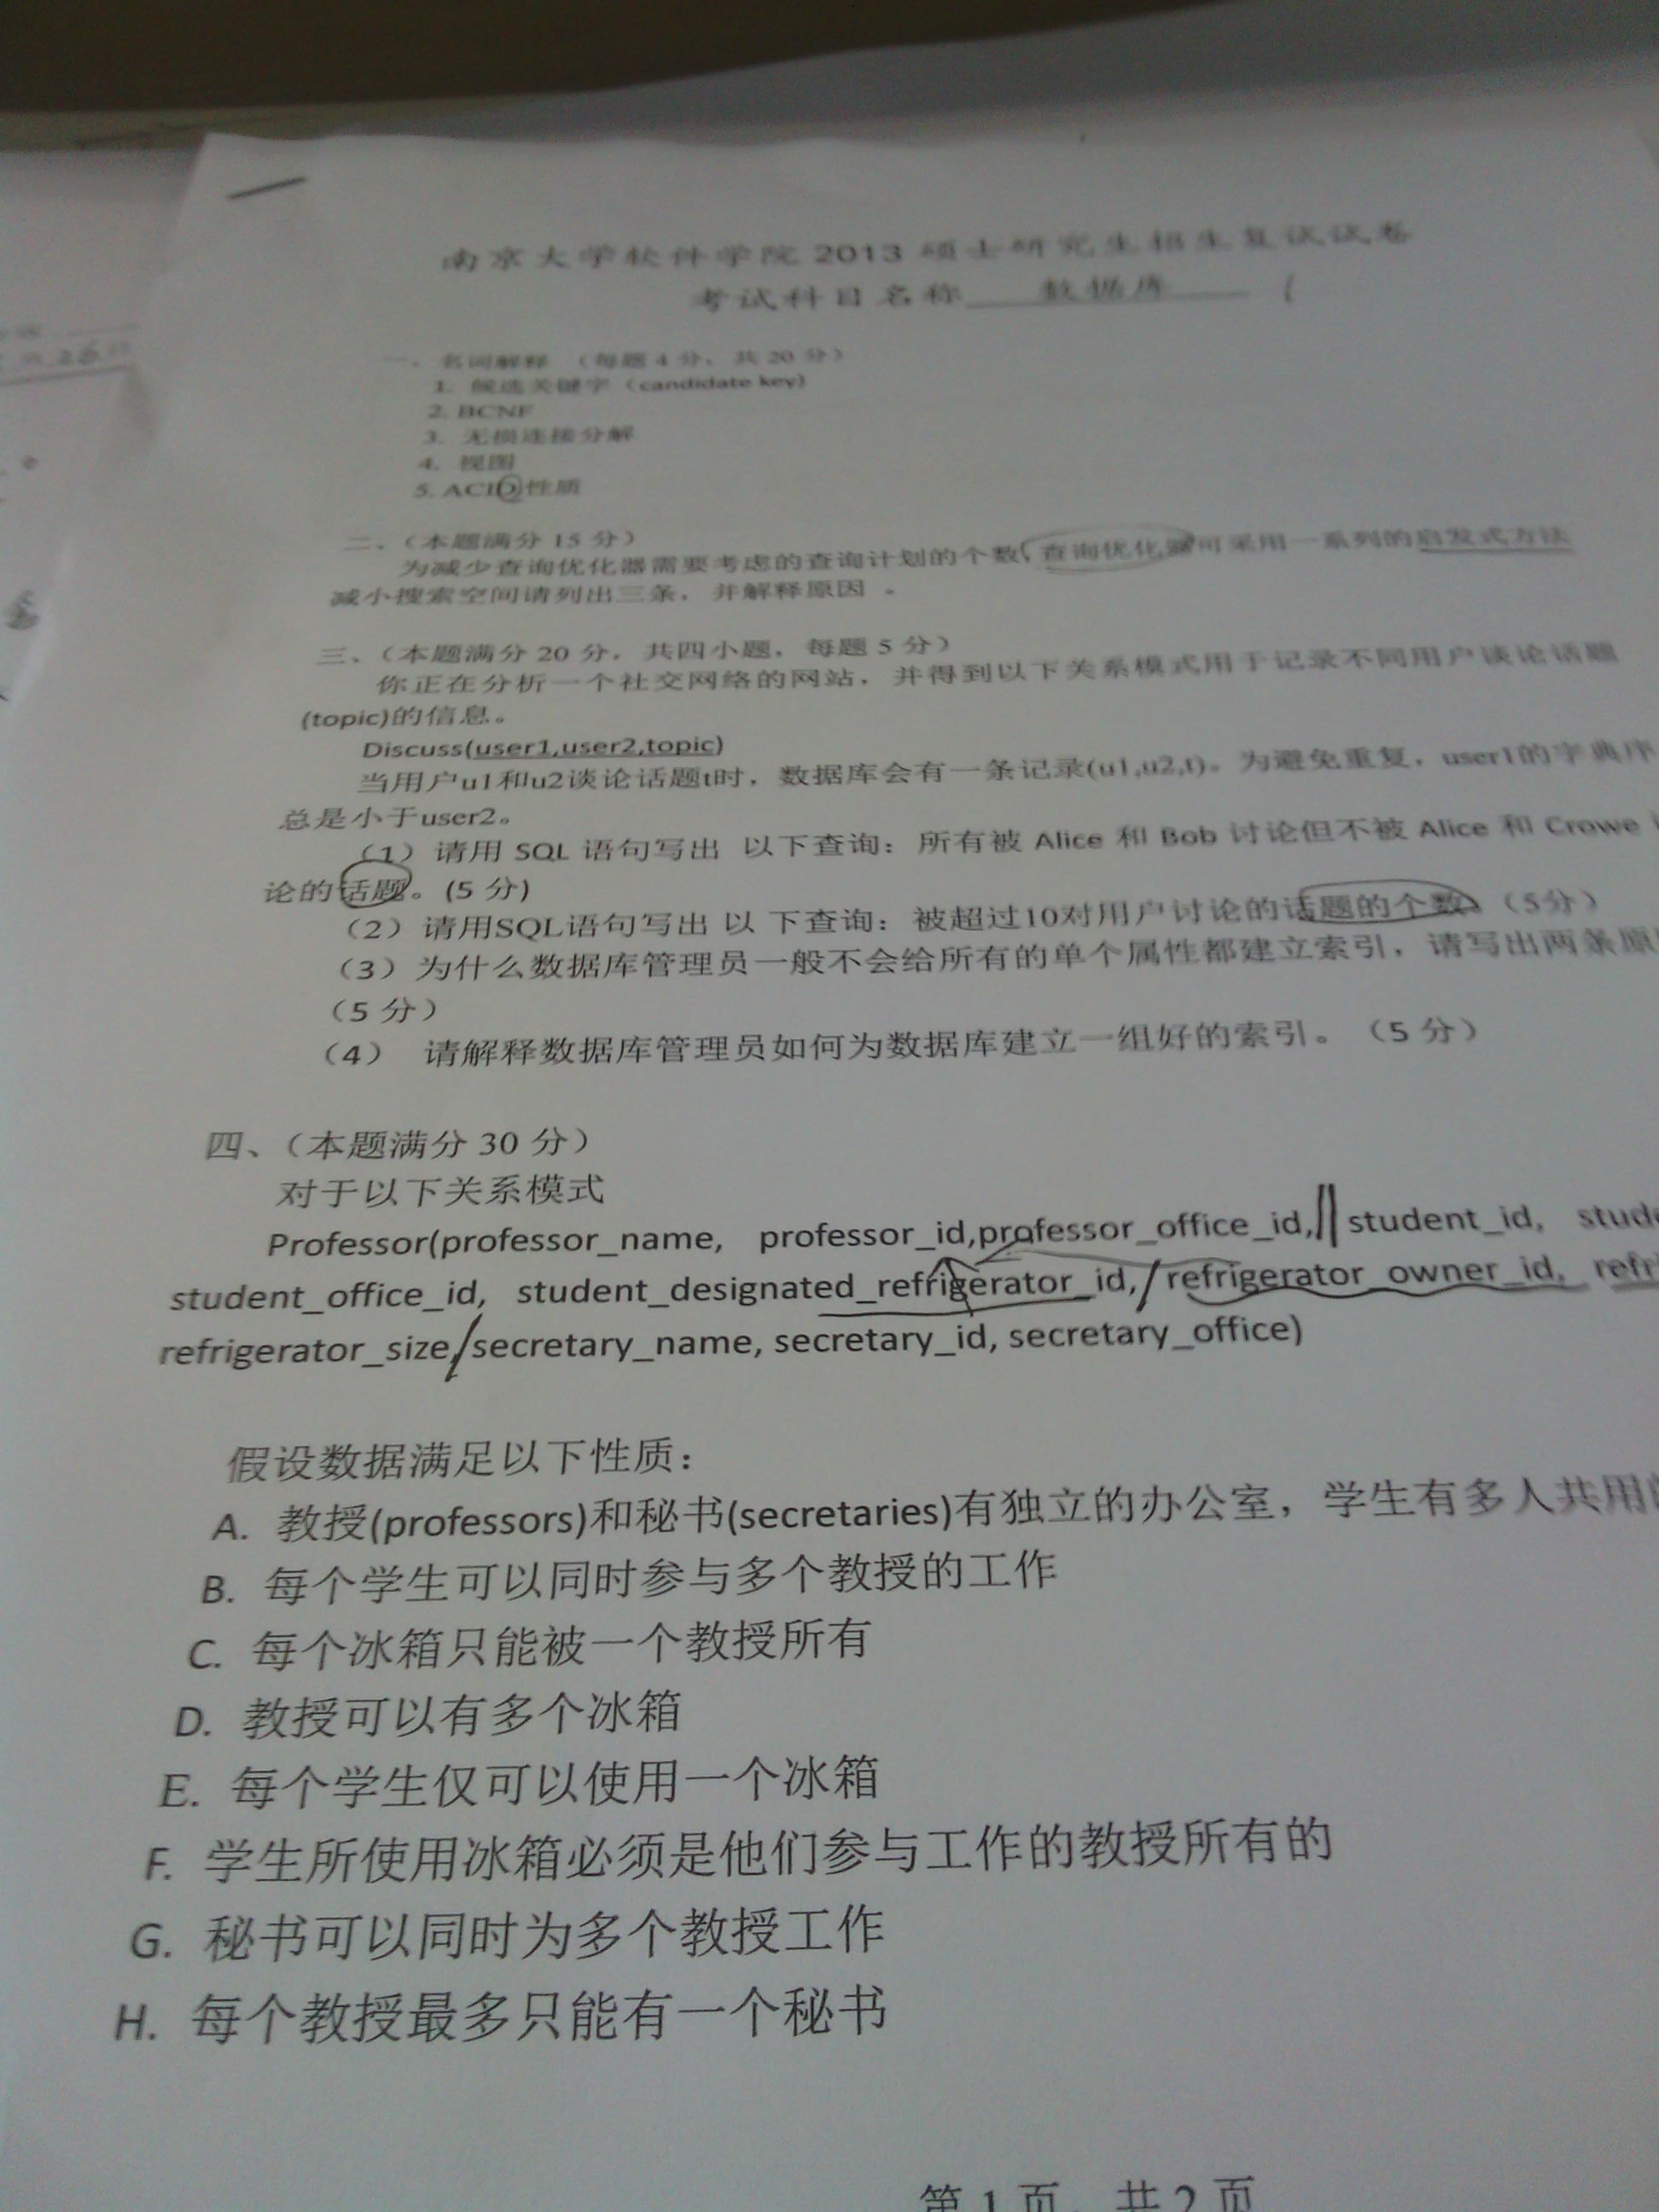 南京大学软件学院 2013 硕士研究生招生复试试卷
考试科目名称 数据库
一、名词解释 (每题 4 分，共 20 分)
1. 候选关键字（candidate key)
2. BCNF
3. 无损连接分解
4. 视图
5. ACID性质
二、（本题满分 15 分）
为减少查询优化器需要考虑的查询计划的个数，查询优化器可采用一系列的启发式方法
减小搜索空间请列出三条，并解释原因 。
三、（本题满分 20 分，共四小题，每题 5 分）
你正在分析一个社交网络的网站，并得到以下关系模式用于记录不同用户谈论话题
(topic)的信息。
Discuss(user1,user2,topic)
当用户u1和u2谈论话题t时，数据库会有一条记录(u1,u2,t)。为避免重复，user1的字典序
总是小于user2。
（1）请用 SQL 语句写出 以下查询：所有被 Alice 和 Bob 讨论但不被 Alice 和 Crowe
论的话题。(5 分)
（2）请用SQL语句写出 以 下查询：被超过10对用户讨论的话题的个数。（5分）
（3）为什么数据库管理员一般不会给所有的单个属性都建立索引，请写出两条原
（5 分）
（4） 请解释数据库管理员如何为数据库建立一组好的索引。（5 分）
四、（本题满分 30 分）
对于以下关系模式
Professor(professor_name, professor_id,professor_office_id, student_id,
student_office_id, student_designated_refrigerator_id, refrigerator_owner_id,
refrigerator_size, secretary_name, secretary_id, secretary_office)
假设数据满足以下性质：
A. 教授(professors)和秘书(secretaries)有独立的办公室，学生有多人共用
B. 每个学生可以同时参与多个教授的工作
C. 每个冰箱只能被一个教授所有
D. 教授可以有多个冰箱
E. 每个学生仅可以使用一个冰箱
F. 学生所使用冰箱必须是他们参与工作的教授所有的
G. 秘书可以同时为多个教授工作
H. 每个教授最多只能有一个秘书
第 1 页，共 2 页